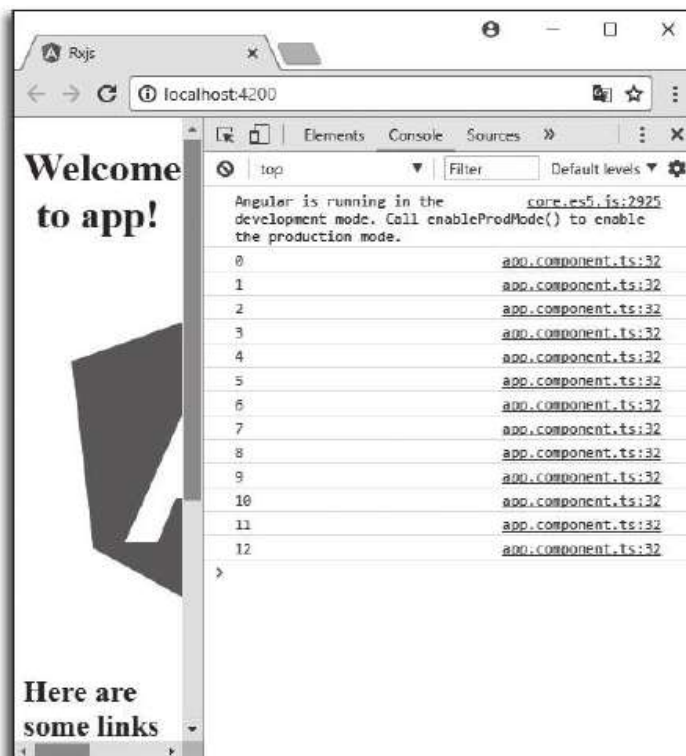 Rxjs
localhost:4200
Welcome
to app!
Here are
some links
Elements Console Sources »
top Filter Default levels
Angular is running in the core.es5.js:2925
development mode. Call enableProdMode() to enable
the production mode.
0 app.component.ts:32
1 app.component.ts:32
2 app.component.ts:32
3 app.component.ts:32
4 app.component.ts:32
5 app.component.ts:32
6 app.component.ts:32
7 app.component.ts:32
8 app.component.ts:32
9 app.component.ts:32
10 app.component.ts:32
11 app.component.ts:32
12 app.component.ts:32
>